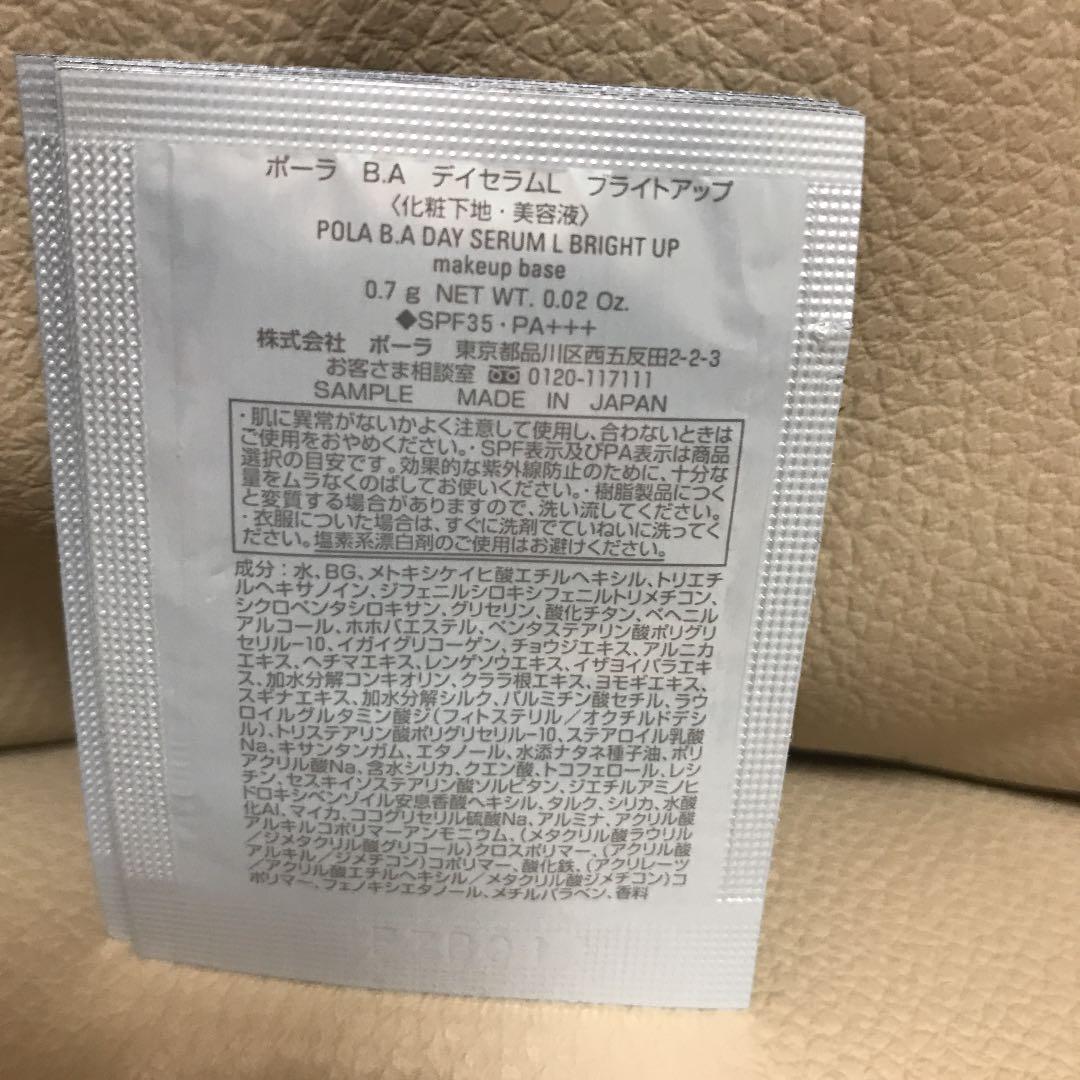 ポーラ B.A デイセラムL ブライトアップ
〈化粧下地・美容液〉
POLA B.A DAY SERUM L BRIGHT UP
makeup base
0.7 g NET WT. 0.02 Oz.
◆SPF35・PA+++
株式会社 ポーラ 東京都品川区西五反田2-2-3
お客さま相談室 0120-117111
SAMPLE MADE IN JAPAN
・肌に異常がないかよく注意して使用し、合わないときは
ご使用をおやめください。・SPF表示及びPA表示は商品
選択の目安です。効果的な紫外線防止のために、十分な
量をムラなくのばしてお使いください。・樹脂製品につく
と変質する場合がありますので、洗い流してください。
・衣服についた場合は、すぐに洗剤でていねいに洗ってく
ださい。塩素系漂白剤のご使用はお避けください。
成分：水、BG、メトキシケイヒ酸エチルヘキシル、トリエチ
ルヘキサノイン、ジフェニルシロキシフェニルトリメチコン、
シクロペンタシロキサン、グリセリン、酸化チタン、ベヘニル
アルコール、ホホバエステル、ペンタステアリン酸ポリグリ
セリル-10、イガイグリコーゲン、チョウジエキス、アルニカ
エキス、ヘチマエキス、レンゲソウエキス、イザヨイバラエキ
ス、加水分解コンキオリン、クララ根エキス、ヨモギエキス、
スギナエキス、加水分解シルク、パルミチン酸セチル、ラウ
ロイルグルタミン酸ジ(フィトステリル/オクチルドデシ
ル)、トリステアリン酸ポリグリセリル-10、ステアロイル乳酸
Na、キサンタンガム、エタノール、水添ナタネ種子油、ポリ
アクリル酸Na、含水シリカ、クエン酸、トコフェロール、レシ
チン、セスキイソステアリン酸ソルビタン、ジエチルアミノヒ
ドロキシベンゾイル安息香酸ヘキシル、タルク、シリカ、水酸
化Al、マイカ、ココグリセリル硫酸Na、アルミナ、アクリル酸
アルキルコポリマーアンモニウム、(メタクリル酸ラウリル
/ジメタクリル酸グリコール)クロスポリマー、(アクリル酸
アルキル/ジメチコン)コポリマー、酸化鉄、(アクリレーツ
/アクリル酸エチルヘキシル/メタクリル酸ジメチコン)コ
ポリマー、フェノキシエタノール、メチルパラベン、香料